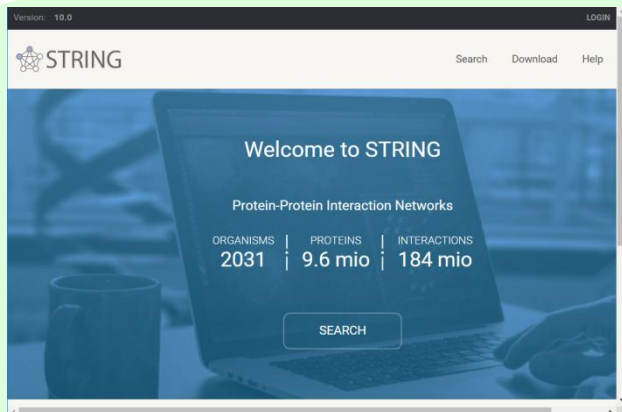 Version: 10.0 LOGIN
STRING Search Download Help
Welcome to STRING
Protein-Protein Interaction Networks
ORGANISMS PROTEINS INTERACTIONS
2031 9.6 mio 184 mio
SEARCH